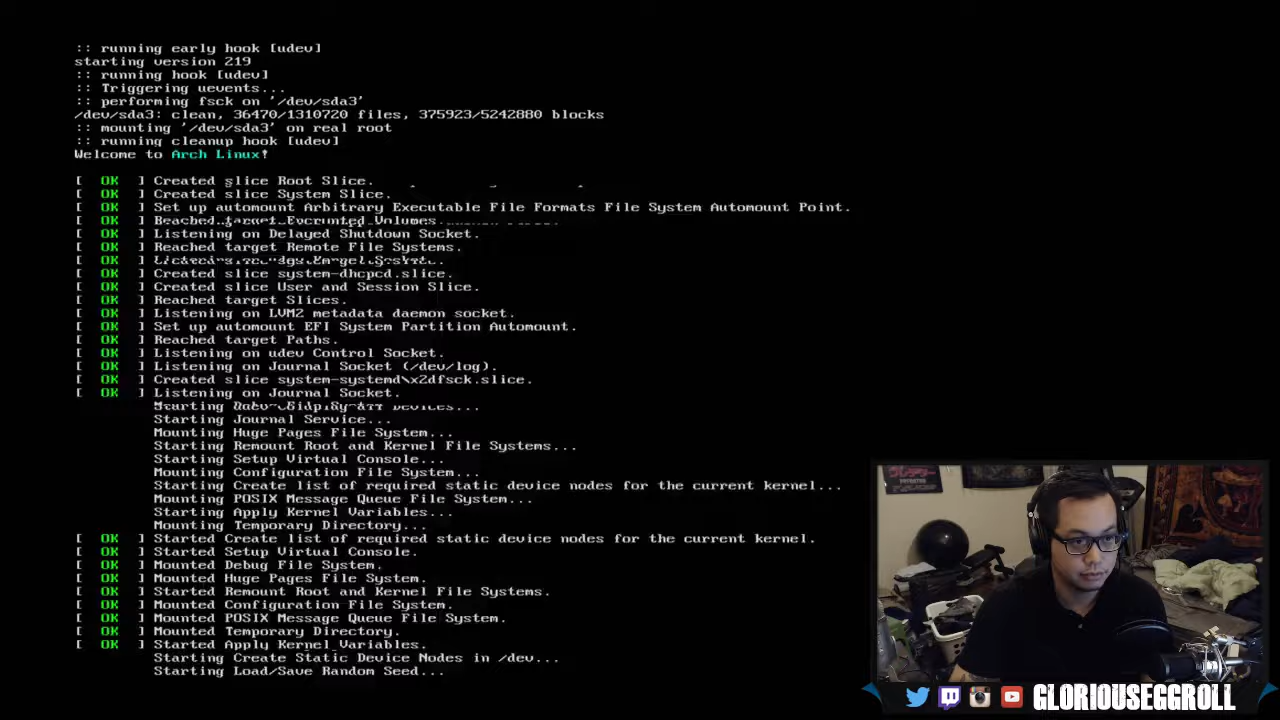 :: running early hook [udev]
starting version 219
:: running hook [udev]
:: Triggering uevents...
:: performing fsck on '/dev/sda3'
/dev/sda3: clean, 36470/1310720 files, 375923/5242880 blocks
:: mounting '/dev/sda3' on real root
:: running cleanup hook [udev]
Welcome to Arch Linux!
[ OK ] Created slice Root Slice.
[ OK ] Created slice System Slice.
[ OK ] Set up automount Arbitrary Executable File Formats File System Automount Point.
[ OK ] Reached target Encrypted Volumes.
[ OK ] Listening on Delayed Shutdown Socket.
[ OK ] Reached target Remote File Systems.
[ OK ]
[ OK ] Created slice system-dhcpcd.slice.
[ OK ] Created slice User and Session Slice.
[ OK ] Reached target Slices.
[ OK ] Listening on LVM2 metadata daemon socket.
[ OK ] Set up automount EFI System Partition Automount.
[ OK ] Reached target Paths.
[ OK ] Listening on udev Control Socket.
[ OK ] Listening on Journal Socket (/dev/log).
[ OK ] Created slice system-systemd\x2dfsck.slice.
[ OK ] Listening on Journal Socket.
Starting Devices...
Starting Journal Service...
Mounting Huge Pages File System...
Starting Remount Root and Kernel File Systems...
Starting Setup Virtual Console...
Mounting Configuration File System...
Starting Create list of required static device nodes for the current kernel...
Mounting POSIX Message Queue File System...
Starting Apply Kernel Variables...
Mounting Temporary Directory...
[ OK ] Started Create list of required static device nodes for the current kernel.
[ OK ] Started Setup Virtual Console.
[ OK ] Mounted Debug File System.
[ OK ] Mounted Huge Pages File System.
[ OK ] Started Remount Root and Kernel File Systems.
[ OK ] Mounted Configuration File System.
[ OK ] Mounted POSIX Message Queue File System.
[ OK ] Mounted Temporary Directory.
[ OK ] Started Apply Kernel Variables.
Starting Create Static Device Nodes in /dev...
Starting Load/Save Random Seed...
GLORIOUSEGGROLL